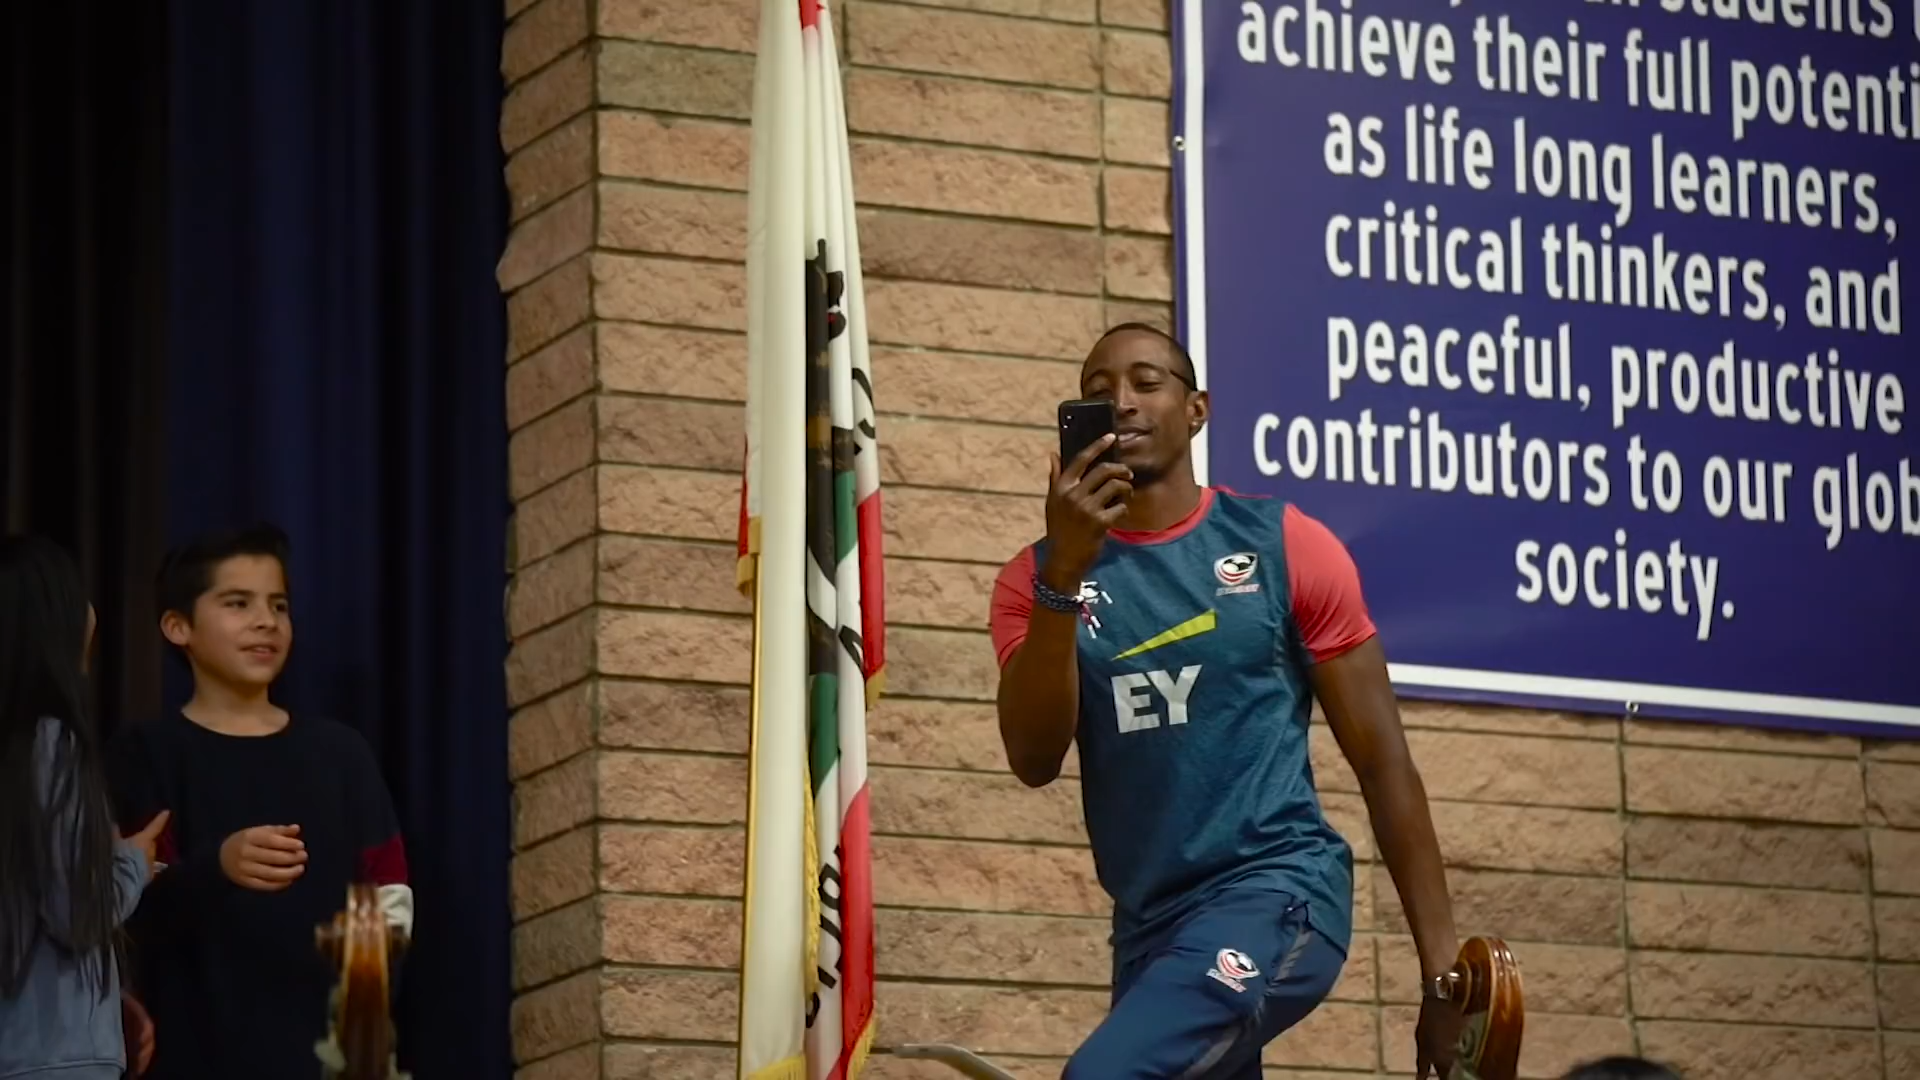 students
achieve their full potenti
as life long learners,
critical thinkers, and
peaceful, productive
contributors to our glob
society.
EY